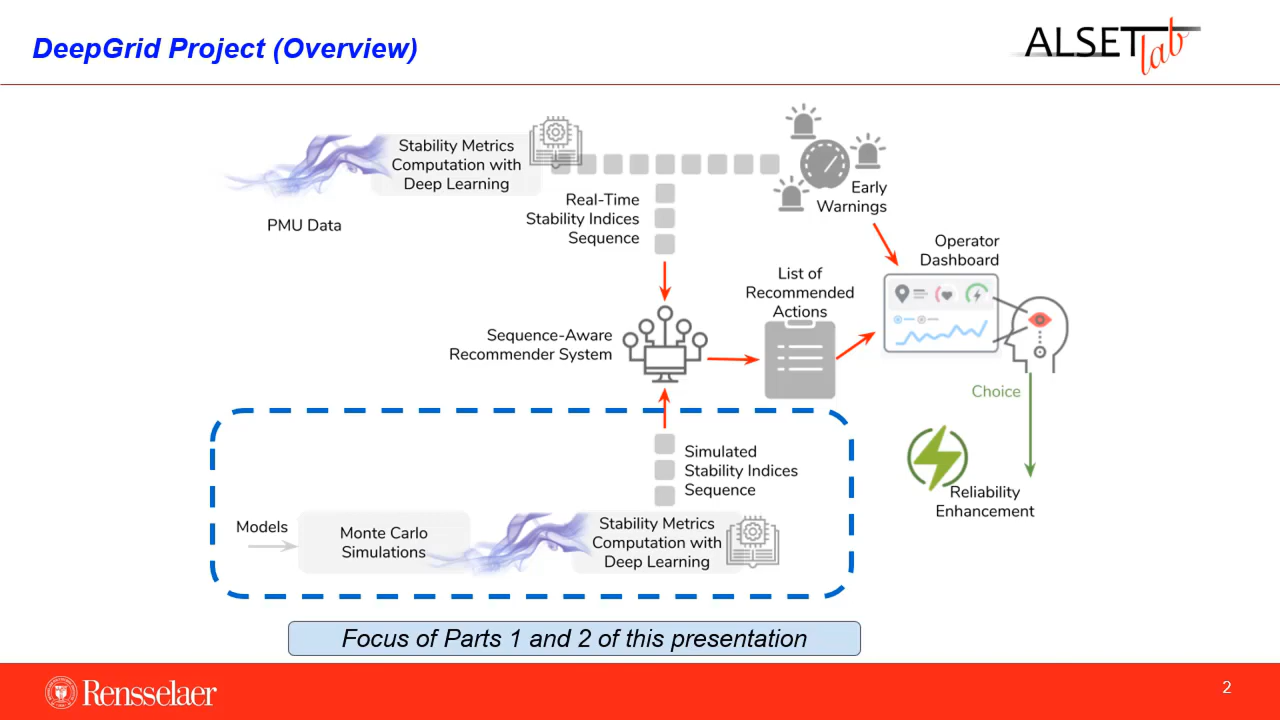 DeepGrid Project (Overview)
ALSET lab
Stability Metrics
Computation with
Deep Learning
PMU Data
Real-Time
Stability Indices
Sequence
Early
Warnings
Operator
Dashboard
List of
Recommended
Actions
Sequence-Aware
Recommender System
Choice
Reliability
Enhancement
Simulated
Stability Indices
Sequence
Models
Monte Carlo
Simulations
Stability Metrics
Computation with
Deep Learning
Focus of Parts 1 and 2 of this presentation
Rensselaer
2